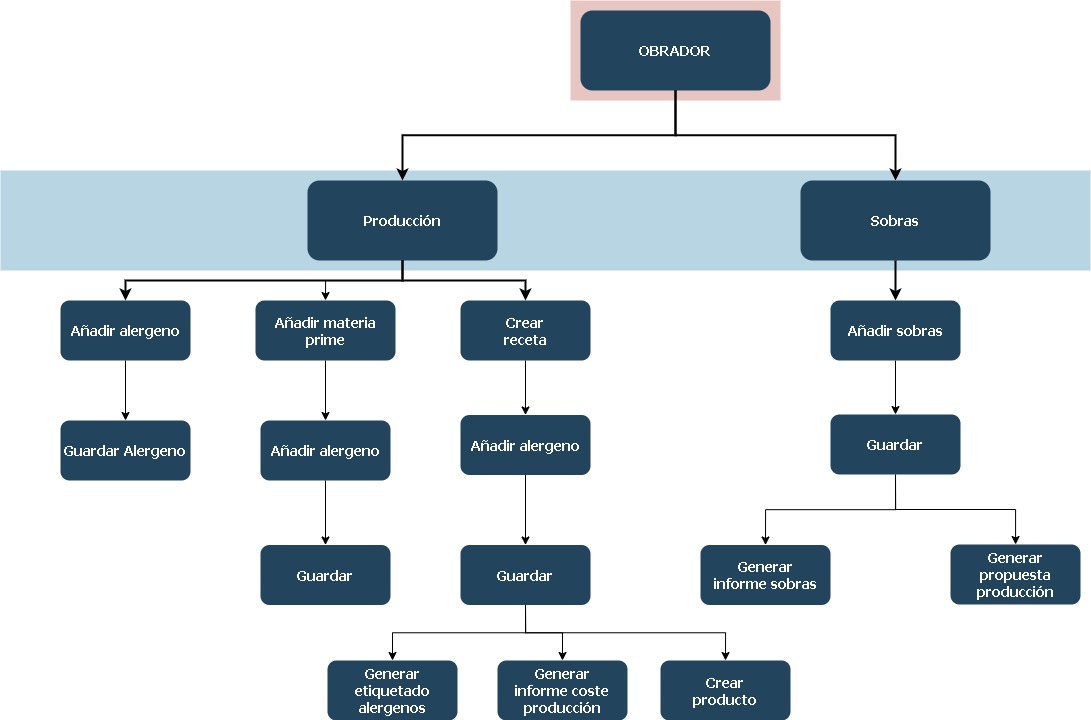 OBRADOR
Producción
Sobras
Añadir alergeno
Añadir materia
prime
Crear
receta
Añadir sobras
Guardar Alergeno
Añadir alergeno
Añadir alergeno
Guardar
Guardar
Guardar
Generar
informe sobras
Generar
propuesta
producción
Generar
etiquetado
alergenos
Generar
informe coste
producción
Crear
producto